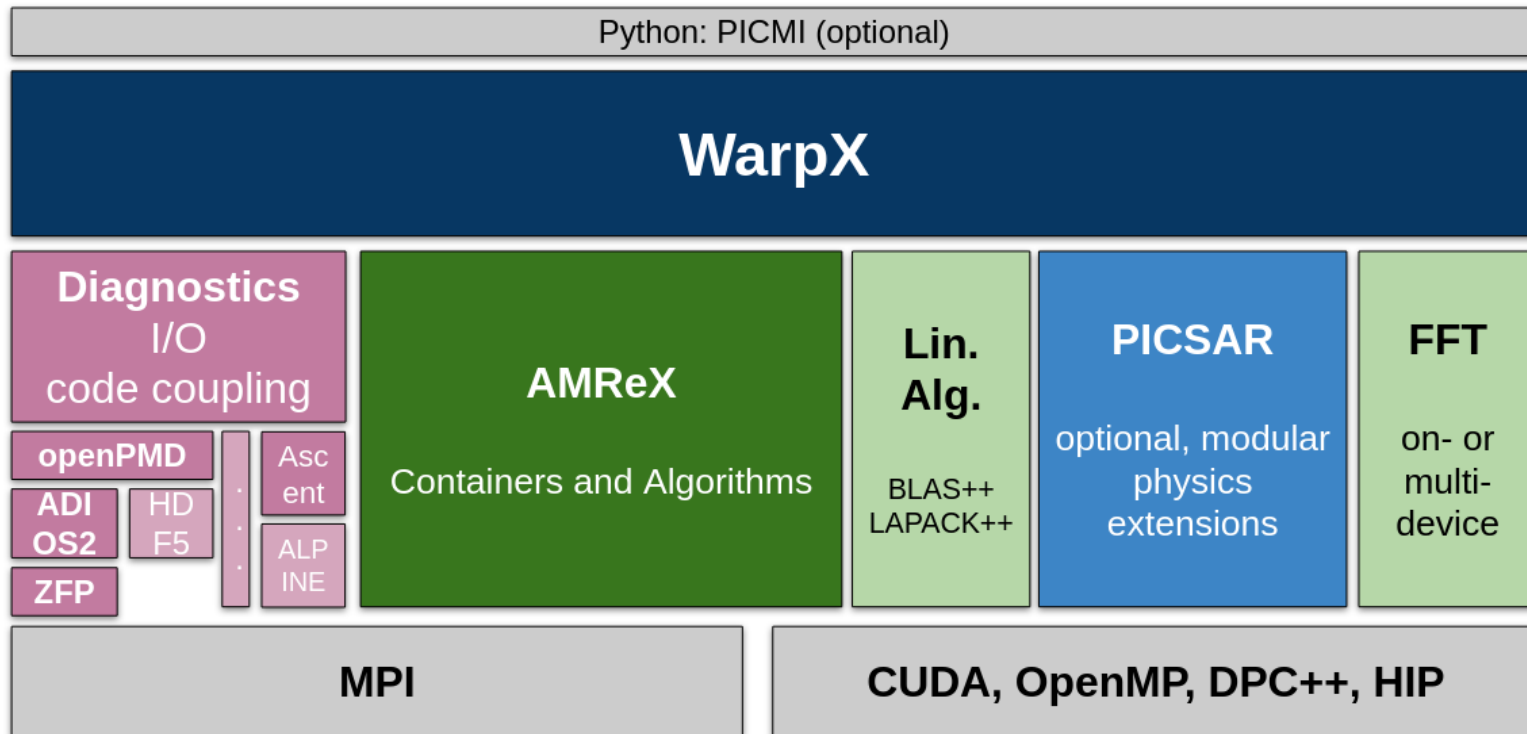 Python: PICMI (optional)
WarpX
Diagnostics
I/O
code coupling
openPMD
ADI
OS2
HD
F5
ZFP
.
.
.
Asc
ent
ALP
INE
AMReX
Containers and Algorithms
Lin.
Alg.
BLAS++
LAPACK++
PICSAR
optional, modular
physics
extensions
FFT
on- or
multi-
device
MPI
CUDA, OpenMP, DPC++, HIP